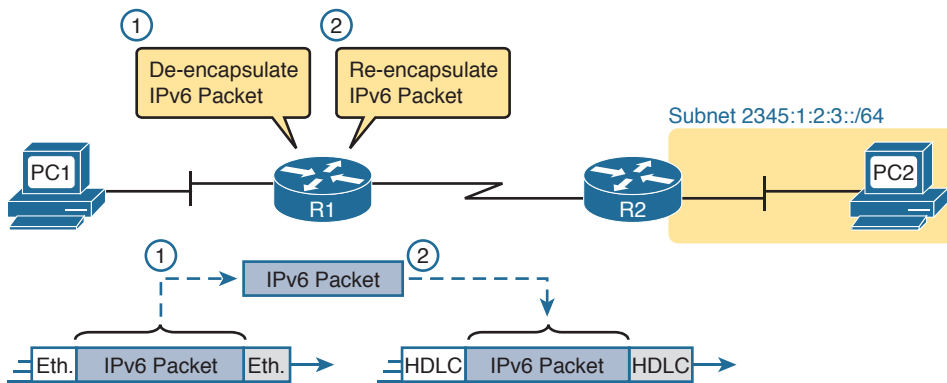 1
2
De-encapsulate
IPv6 Packet
Re-encapsulate
IPv6 Packet
Subnet 2345:1:2:3::/64
PC1
R1
R2
PC2
1
IPv6 Packet
2
Eth.
IPv6 Packet
Eth.
HDLC
IPv6 Packet
HDLC